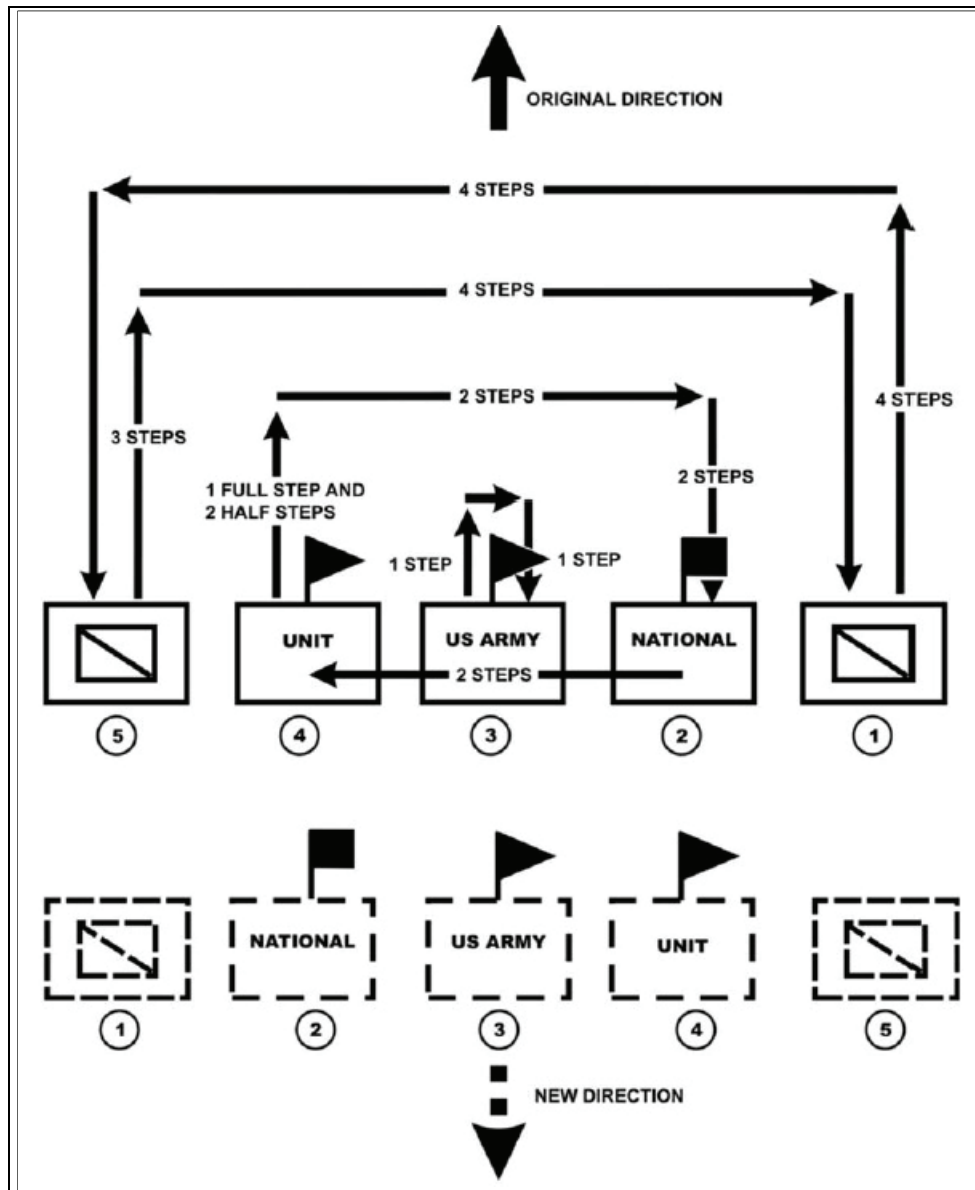 ORIGINAL DIRECTION
4 STEPS
4 STEPS
2 STEPS
4 STEPS
3 STEPS
2 STEPS
1 FULL STEP AND
2 HALF STEPS
1 STEP
1 STEP
UNIT
US ARMY
NATIONAL
2 STEPS
5
4
3
2
1
NATIONAL
US ARMY
UNIT
1
2
3
4
5
NEW DIRECTION